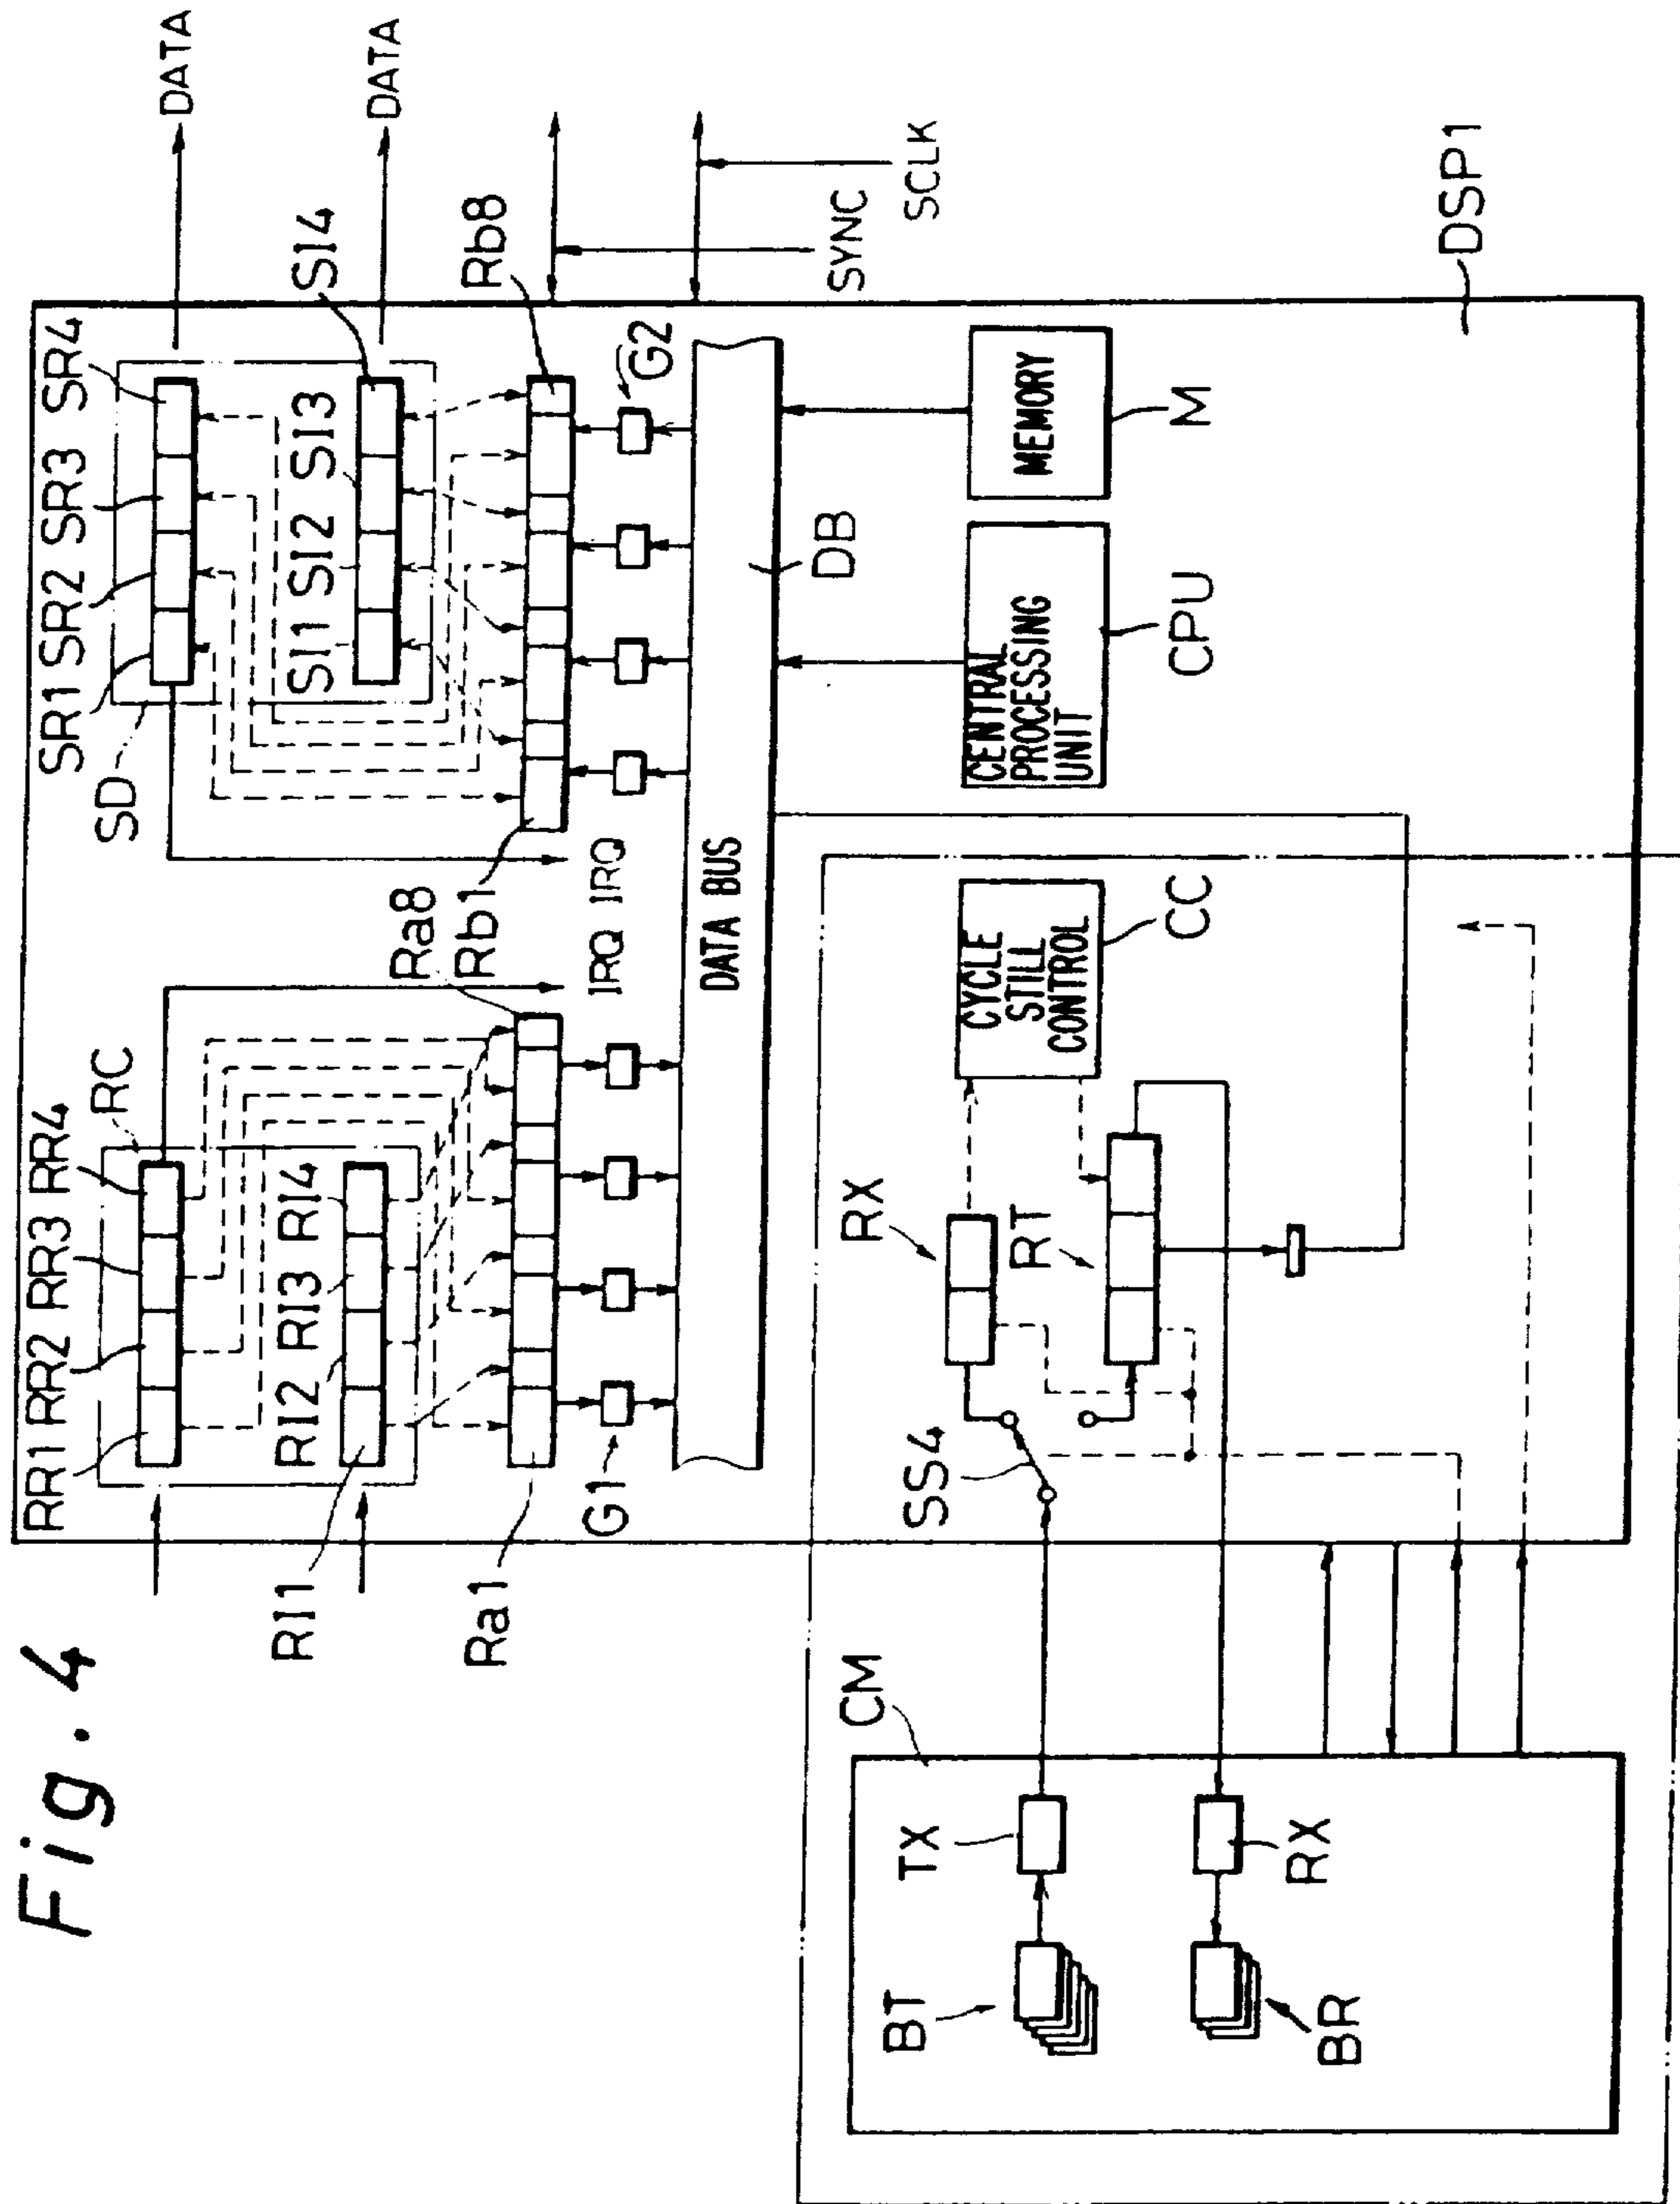 Fig. 4
RR1 RR2 RR3 RR4
RC
SR1 SR2 SR3 SR4
SD
DATA
RI1
RI2 RI3 RI4
SI1 SI2 SI3
SI4
DATA
Ra1
Ra8
Rb1
Rb8
G1
IRQ IRQ
G2
SYNC
SCLK
DATA BUS
DB
CENTRAL
PROCESSING
UNIT
CPU
MEMORY
M
CM
SS4
RX
RT
CYCLE
STILL
CONTROL
CC
BT
TX
BR
RX
DSP1